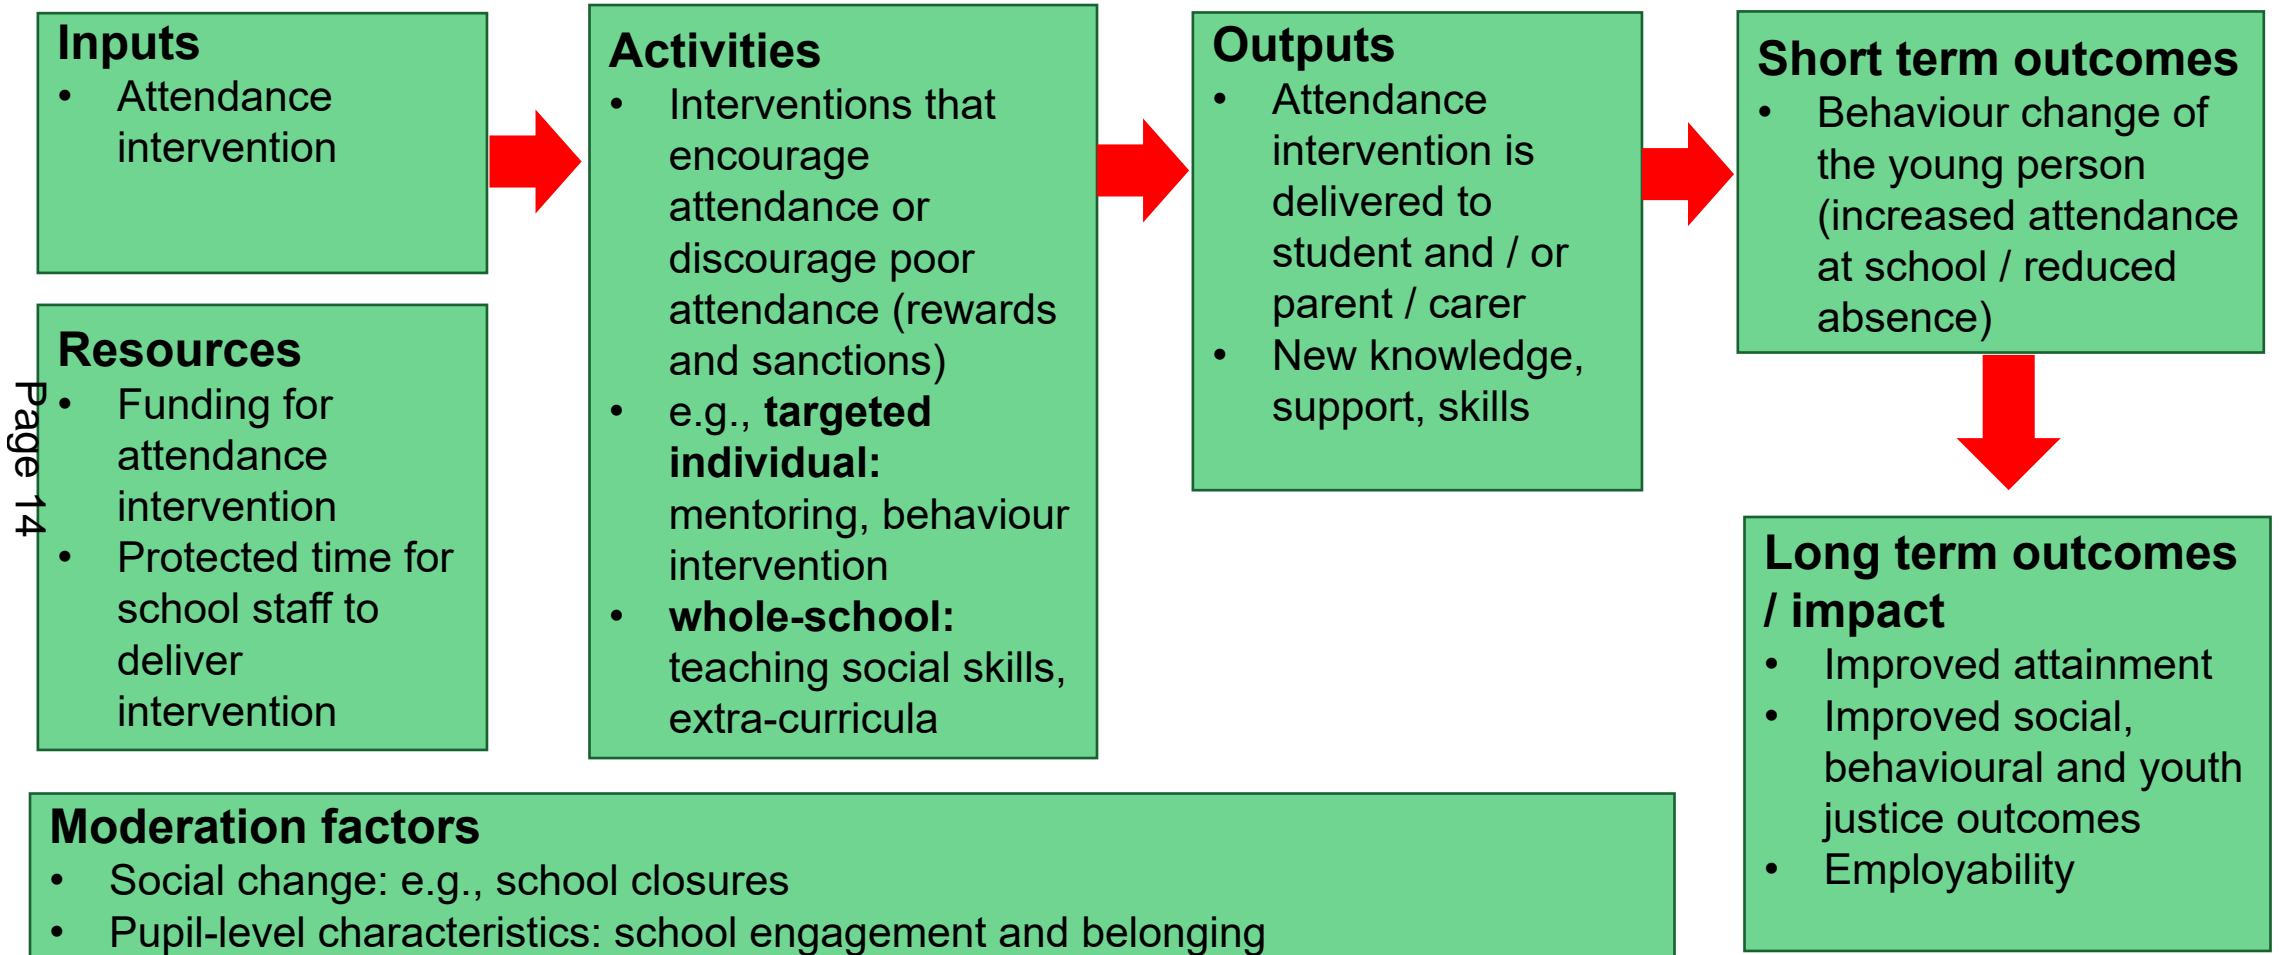 Inputs
• Attendance
intervention
Resources
• Funding for
attendance
intervention
• Protected time for
school staff to
deliver
intervention
Page 14
Activities
• Interventions that
encourage
attendance or
discourage poor
attendance (rewards
and sanctions)
• e.g., targeted
individual:
mentoring, behaviour
intervention
• whole-school:
teaching social skills,
extra-curricula
Outputs
• Attendance
intervention is
delivered to
student and / or
parent / carer
• New knowledge,
support, skills
Short term outcomes
• Behaviour change of
the young person
(increased attendance
at school / reduced
absence)
Long term outcomes
/ impact
• Improved attainment
• Improved social,
behavioural and youth
justice outcomes
• Employability
Moderation factors
• Social change: e.g., school closures
• Pupil-level characteristics: school engagement and belonging